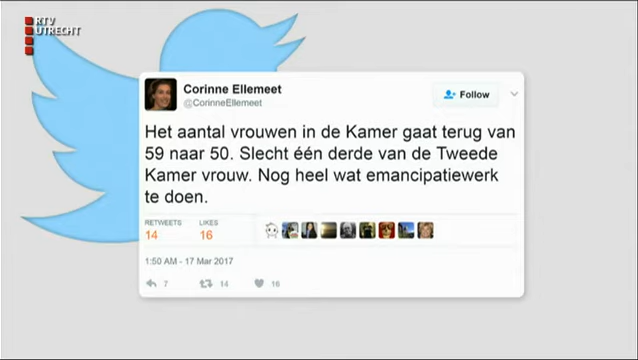 RTV
UTRECHT
Corinne Ellemeet
@CorinneEllemeet
Follow
Het aantal vrouwen in de Kamer gaat terug van
59 naar 50. Slecht één derde van de Tweede
Kamer vrouw. Nog heel wat emancipatiewerk
te doen.
RETWEETS LIKES
14 16
1:50 AM - 17 Mar 2017
7 14 16